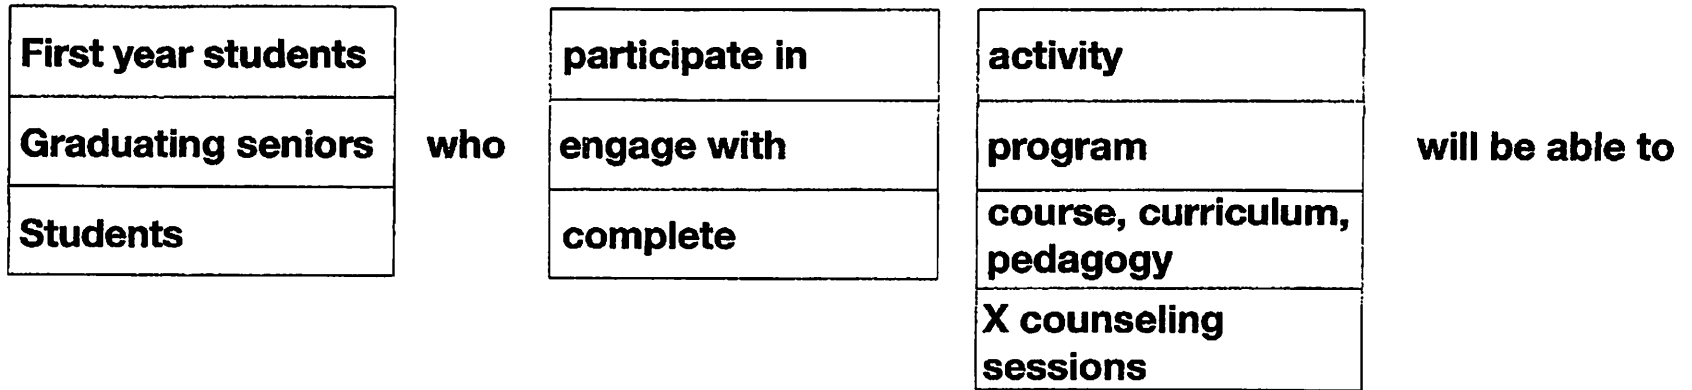 First year students
Graduating seniors
Students
who
participate in
engage with
complete
activity
program
course, curriculum,
pedagogy
X counseling
sessions
will be able to